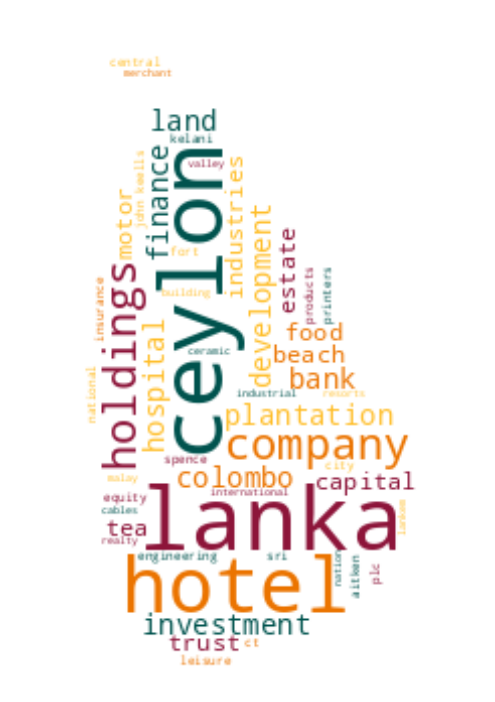 central
merchant
land
kelani
ceylon
finance
valley
john keells
industries
motor
development
fort
estate
holdings
building
products
printers
insurance
hospital
food
ceramic
beach
national
bank
industrial
resorts
plantation
company
spence
city
colombo
malay
capital
international
equity
lanka
cables
lankem
tea
realty
engineering
sri
nation
aitken
plc
hotel
investment
trust
ct
leisure